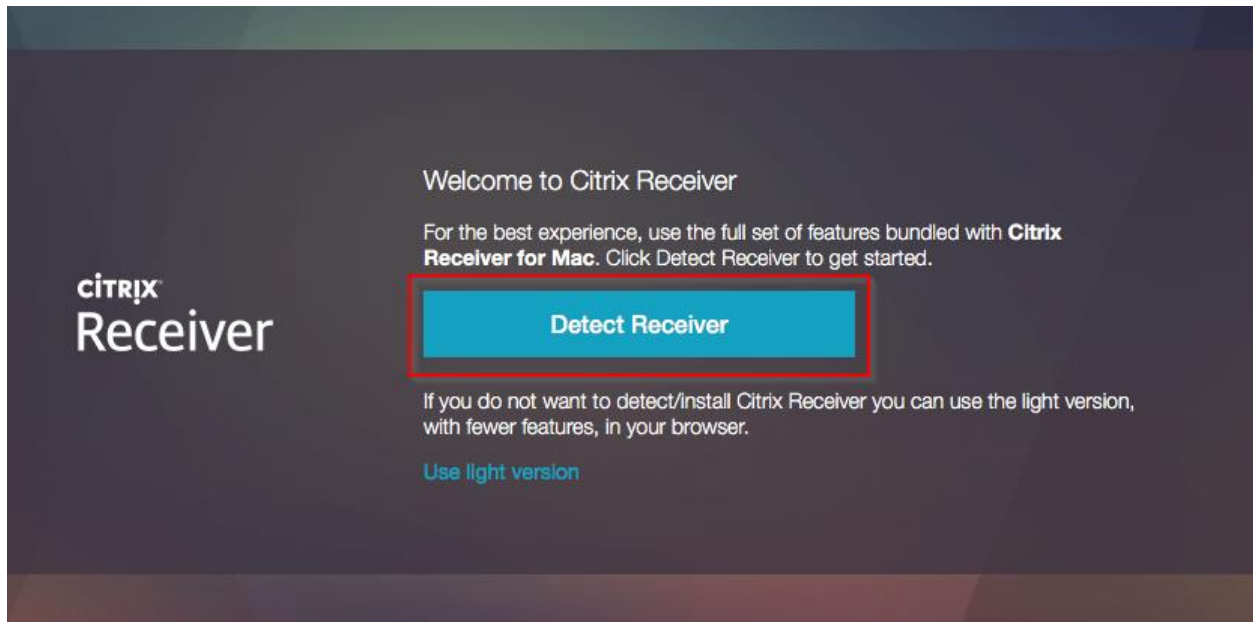 Welcome to Citrix Receiver
For the best experience, use the full set of features bundled with Citrix
Receiver for Mac. Click Detect Receiver to get started.
CİTRIX
Receiver
Detect Receiver
If you do not want to detect/install Citrix Receiver you can use the light version,
with fewer features, in your browser.
Use light version